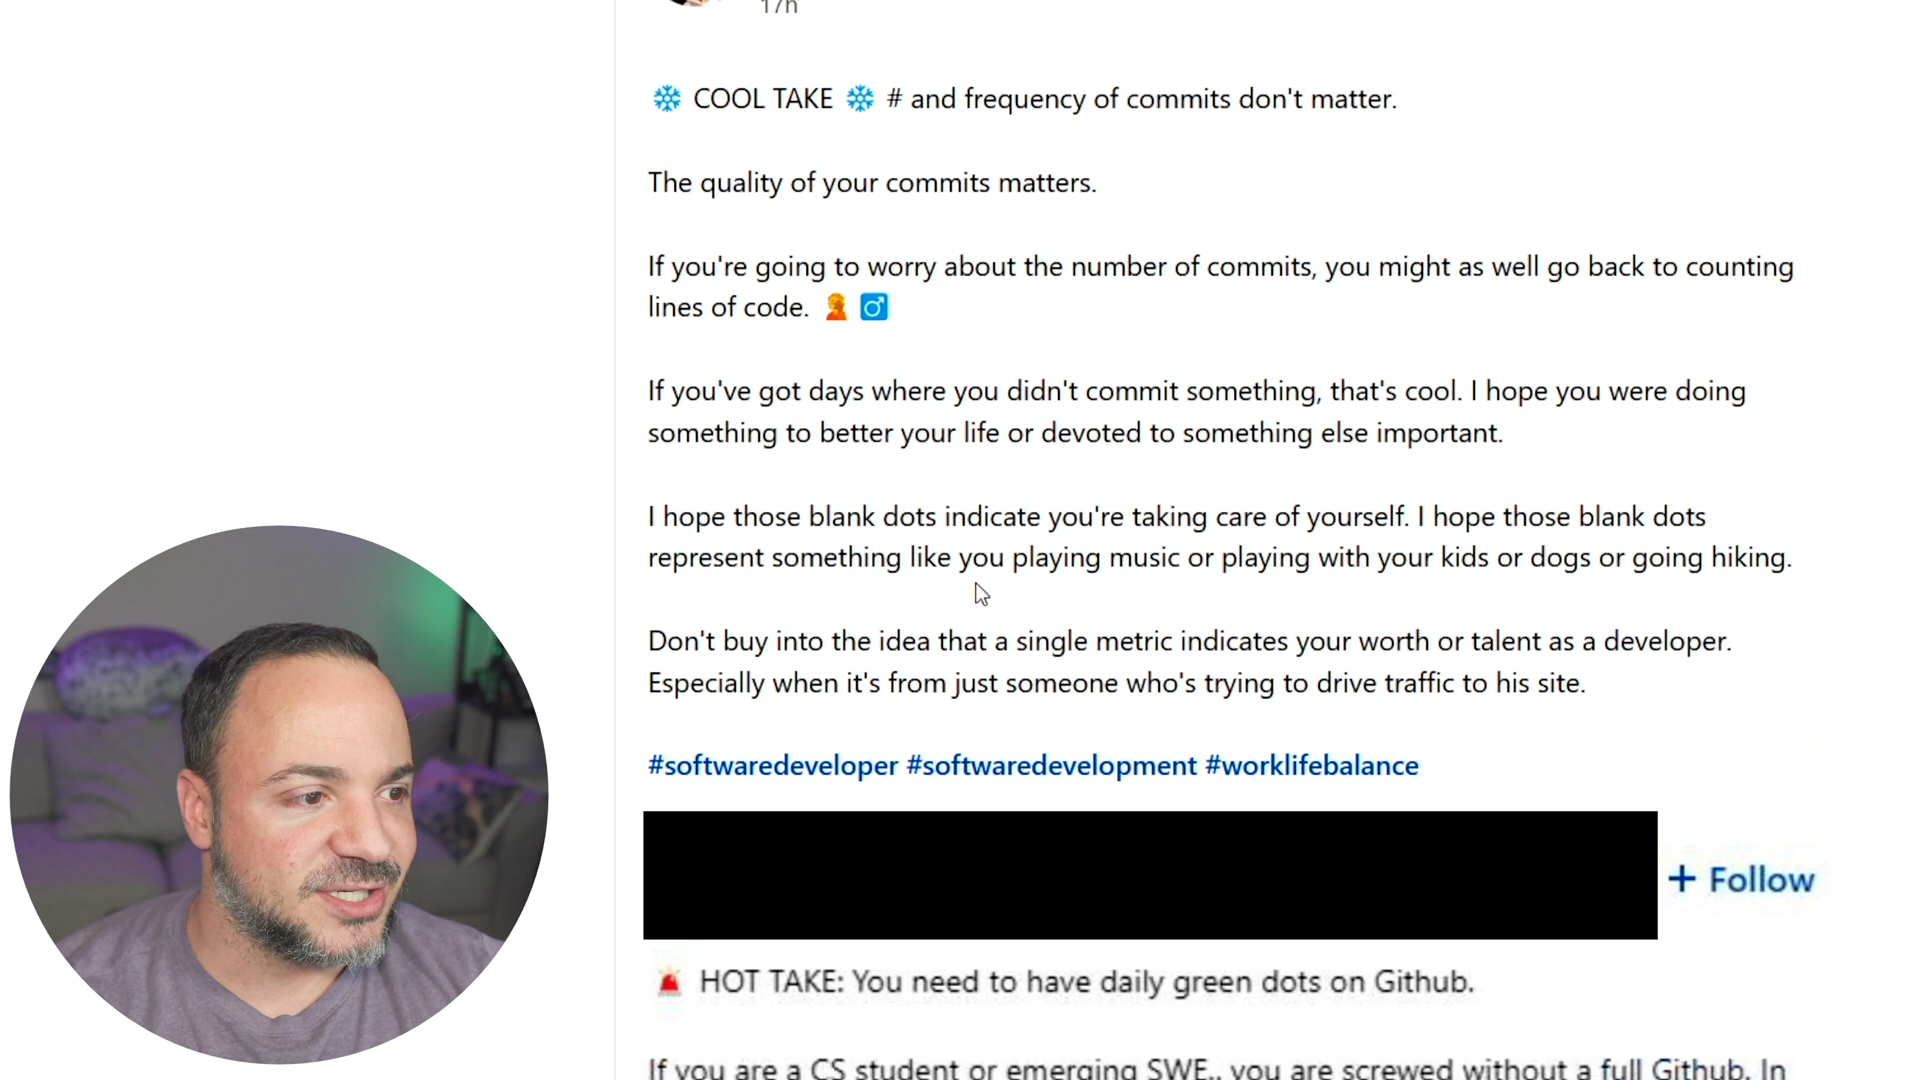 17h
❄️ COOL TAKE ❄️ # and frequency of commits don't matter.
The quality of your commits matters.
If you're going to worry about the number of commits, you might as well go back to counting
lines of code. 🤦 ♂️
If you've got days where you didn't commit something, that's cool. I hope you were doing
something to better your life or devoted to something else important.
I hope those blank dots indicate you're taking care of yourself. I hope those blank dots
represent something like you playing music or playing with your kids or dogs or going hiking.
Don't buy into the idea that a single metric indicates your worth or talent as a developer.
Especially when it's from just someone who's trying to drive traffic to his site.
#softwaredeveloper #softwaredevelopment #worklifebalance
+ Follow
🚨 HOT TAKE: You need to have daily green dots on Github.
If you are a CS student or emerging SWE.. you are screwed without a full Github. In